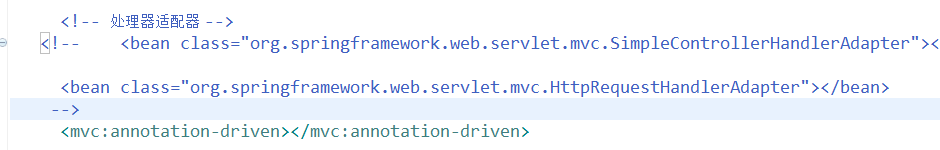 <!-- 处理器适配器 -->
<!-- <bean class="org.springframework.web.servlet.mvc.SimpleControllerHandlerAdapter"><
<bean class="org.springframework.web.servlet.mvc.HttpRequestHandlerAdapter"></bean>
-->
<mvc:annotation-driven></mvc:annotation-driven>